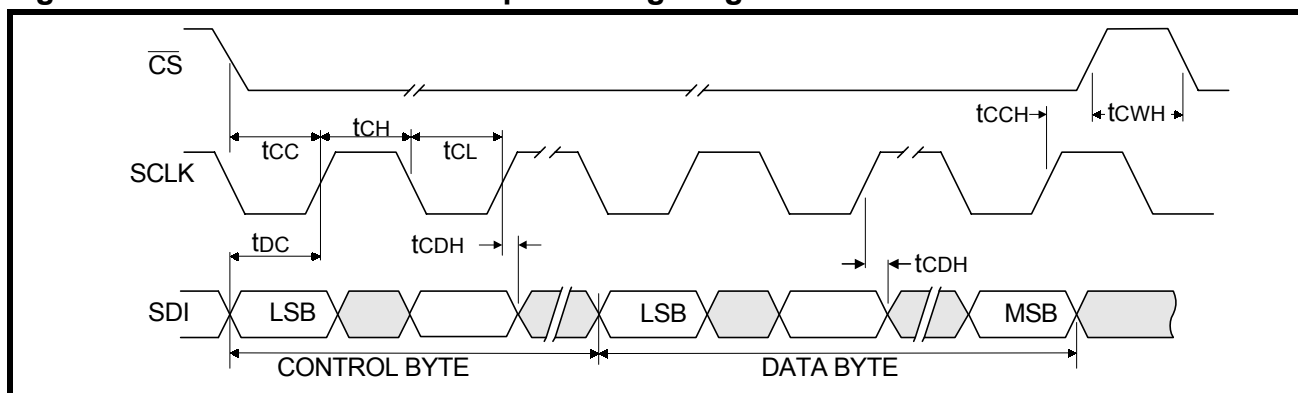 CS
tCCH
tCWH
tCH
tCC
tCL
SCLK
tDC
tCDH
tCDH
SDI
LSB
LSB
MSB
CONTROL BYTE
DATA BYTE